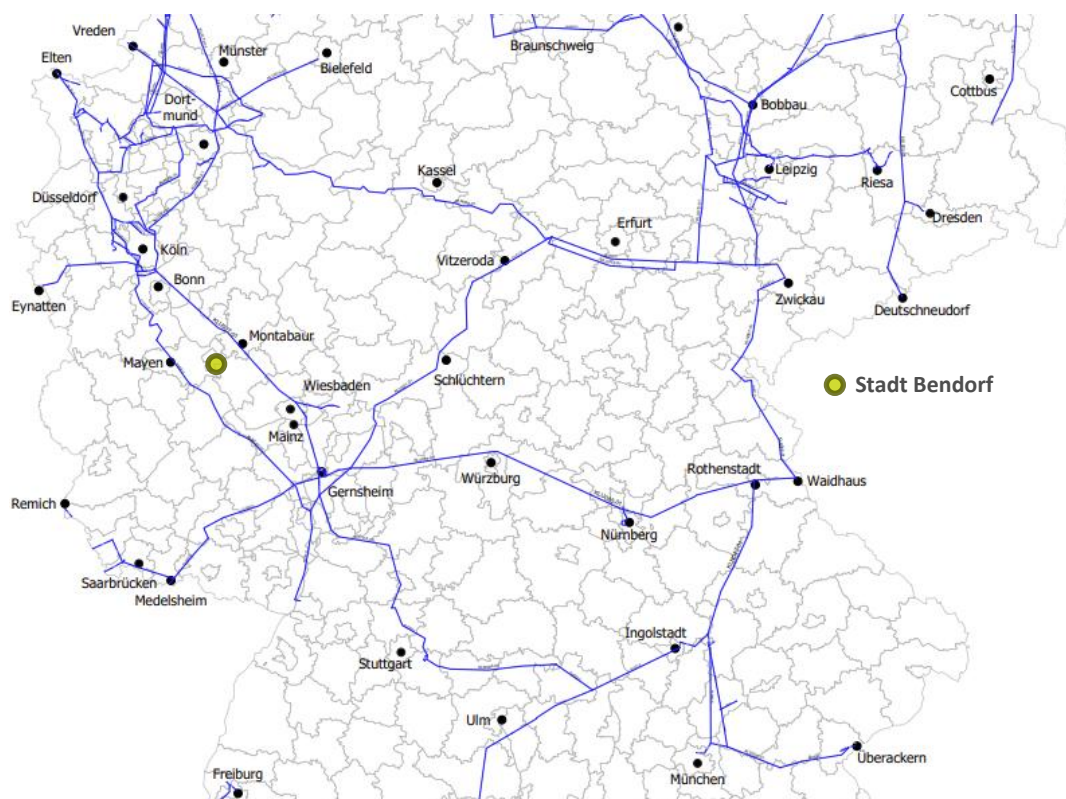 Vreden
Münster
Braunschweig
Elten
Bielefeld
Dort-
mund
Bobbau
Cottbus
Kassel
Leipzig
Riesa
Düsseldorf
Erfurt
Dresden
Köln
Vitzeroda
Bonn
Zwickau
Eynatten
Deutschneudorf
Montabaur
Mayen
Schlüchtern
Wiesbaden
Stadt Bendorf
Mainz
Rothenstadt
Würzburg
Waidhaus
Gernsheim
Remich
Nürnberg
Saarbrücken
Medelsheim
Ingolstadt
Stuttgart
Ulm
Überackern
Freiburg
München